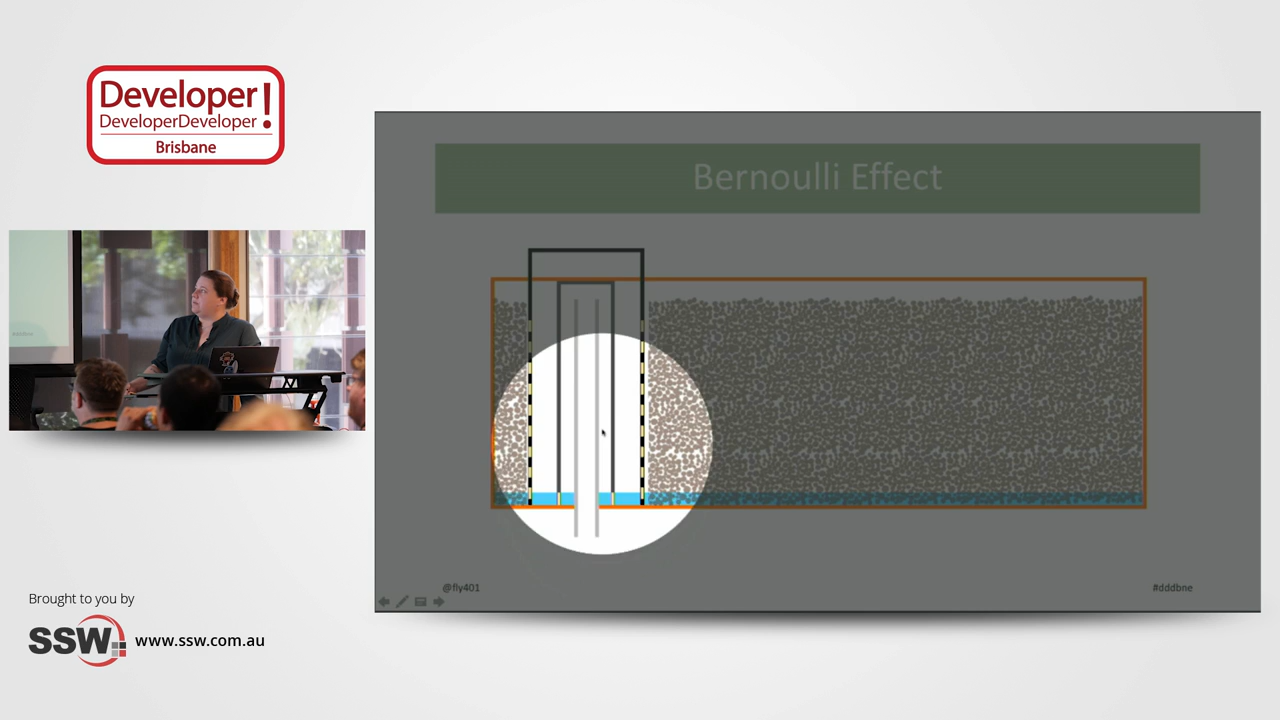 Developer!
DeveloperDeveloper
Brisbane
Bernoulli Effect
@fly401
#dddbne
Brought to you by
SSW
www.ssw.com.au